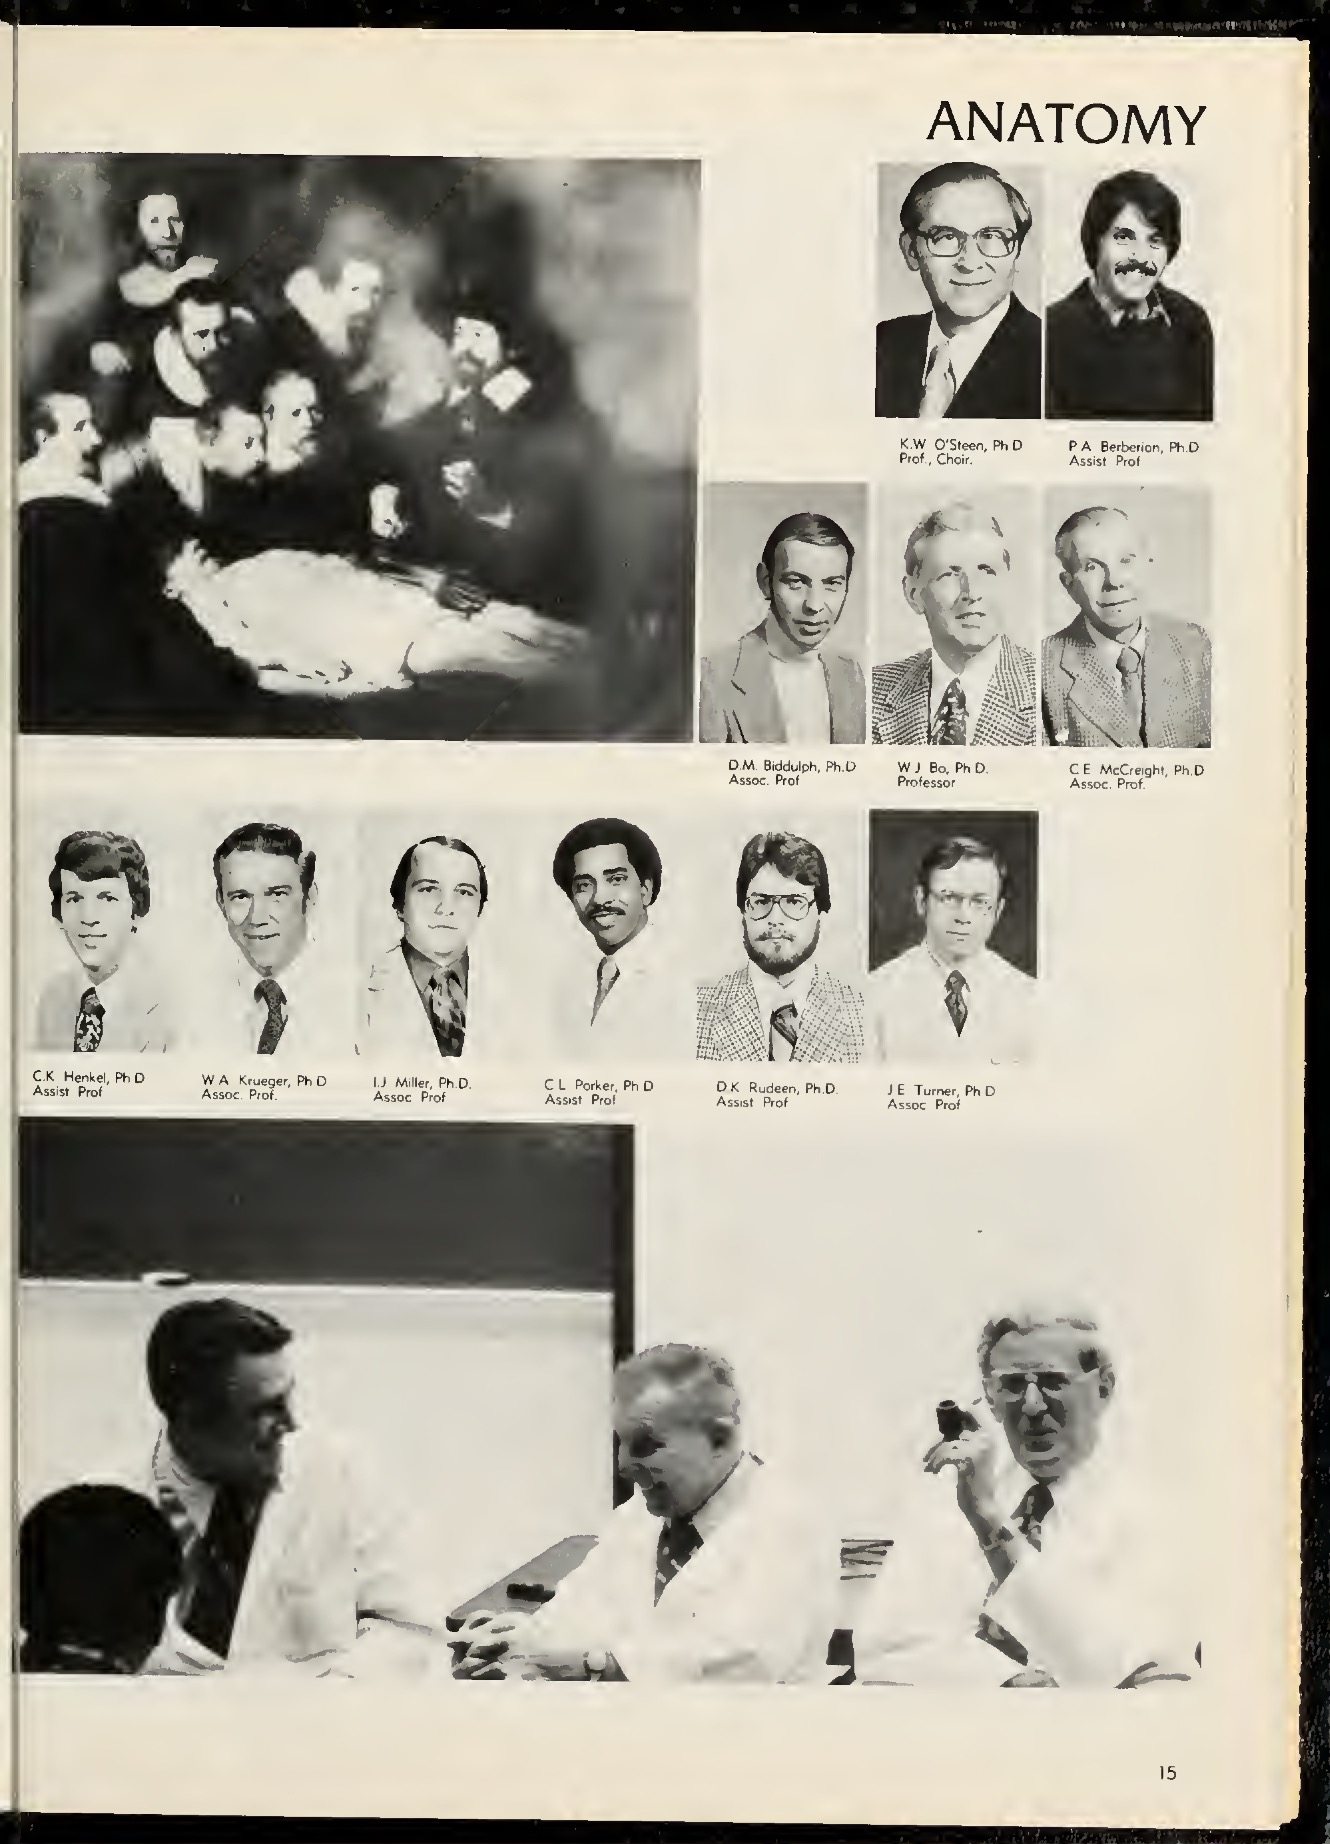 ANATOMY
K.W O'Steen, Ph D
Prof., Chair.
P A Berberian, Ph.D
Assist Prof
D.M. Biddulph, Ph.D
Assoc. Prof
W J Bo, Ph D.
Professor
C E McCreight, Ph.D
Assoc. Prof.
C.K Henkel, Ph D
Assist Prof
W A Krueger, Ph D
Assoc. Prof.
I.J Miller, Ph.D.
Assoc Prof
C L Parker, Ph D
Assist Prof
D.K Rudeen, Ph.D.
Assist Prof
J E Turner, Ph D
Assoc Prof
15